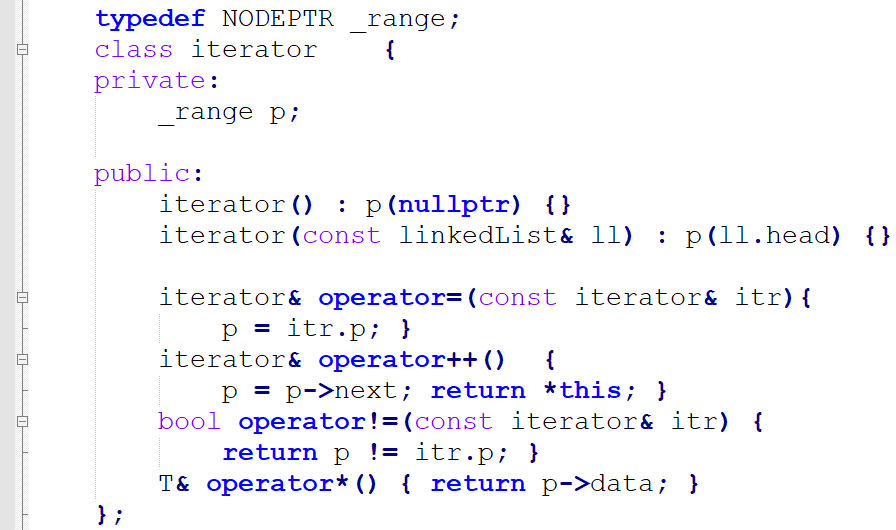 typedef NODEPTR _range;
class iterator    {
private:
    _range p;
public:
    iterator() : p(nullptr) {}
    iterator(const linkedList& ll) : p(ll.head) {}
    iterator& operator=(const iterator& itr){
        p = itr.p; }
    iterator& operator++()  {
        p = p->next; return *this; }
    bool operator!=(const iterator& itr) {
        return p != itr.p; }
    T& operator*() { return p->data; }
};